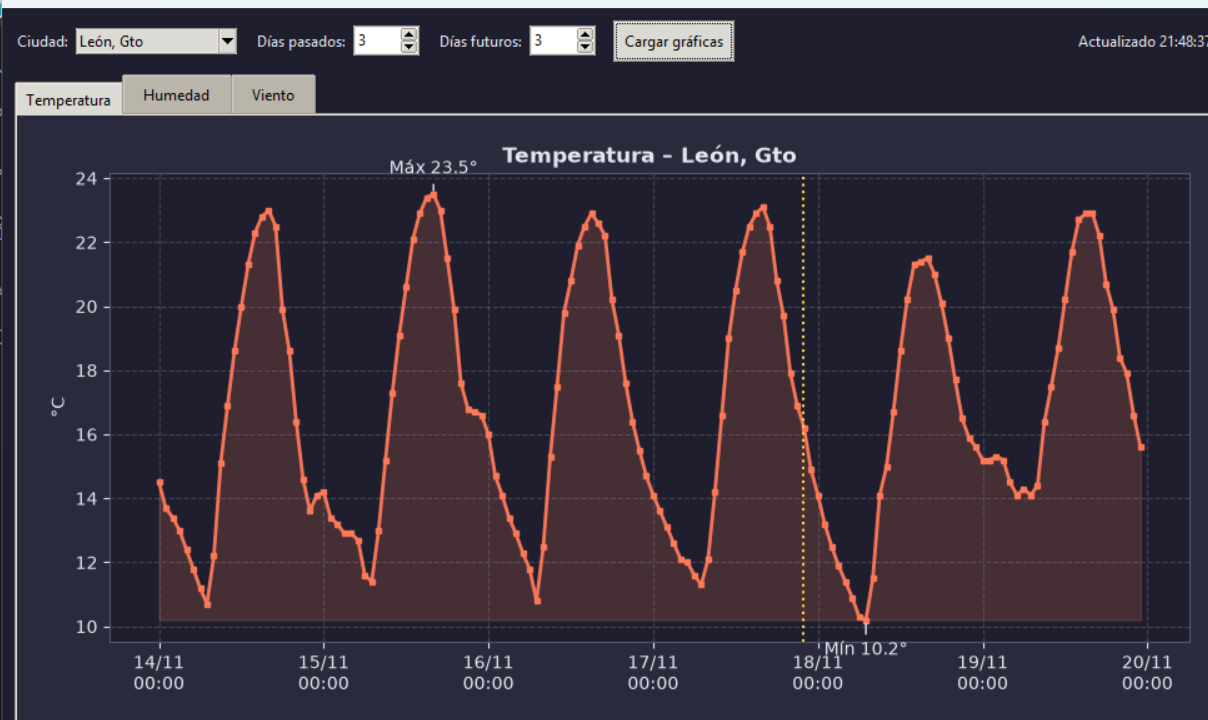 Ciudad: León, Gto Días pasados: 3 Días futuros: 3 Cargar gráficas Actualizado 21:48:37
Temperatura Humedad Viento
Temperatura – León, Gto
Máx 23.5°
24
22
20
18
°C
16
14
12
10
Mín 10.2°
14/11 15/11 16/11 17/11 18/11 19/11 20/11
00:00 00:00 00:00 00:00 00:00 00:00 00:00